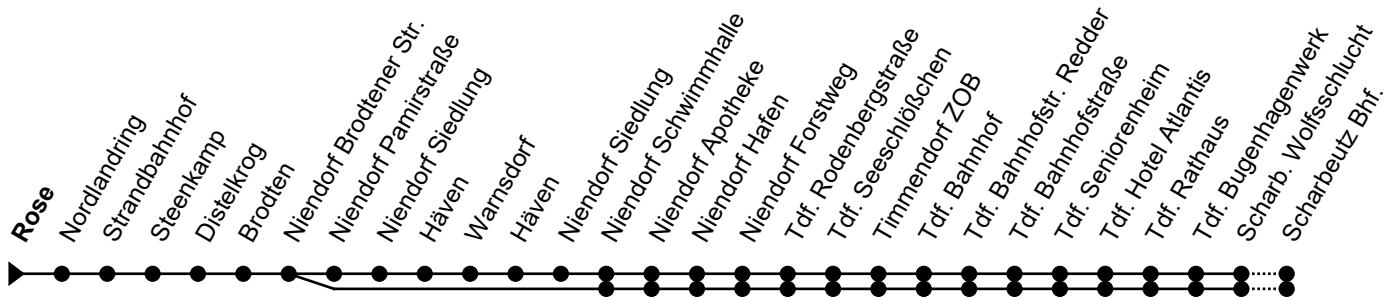 Rose
Nordlandring
Strandbahnhof
Steenkamp
Distelkrog
Brodten
Niendorf Brodtener Str.
Niendorf Pamirstraße
Niendorf Siedlung
Häven
Warnsdorf
Häven
Niendorf Siedlung
Niendorf Schwimmhalle
Niendorf Apotheke
Niendorf Hafen
Niendorf Forstweg
Tdf. Rodenbergstraße
Tdf. Seeschlößchen
Timmendorf ZOB
Tdf. Bahnhof
Tdf. Bahnhofstr. Redder
Tdf. Bahnhofstraße
Tdf. Seniorenheim
Tdf. Hotel Atlantis
Tdf. Rathaus
Tdf. Bugenhagenwerk
Scharb. Wolfsschlucht
Scharbeutz Bhf.